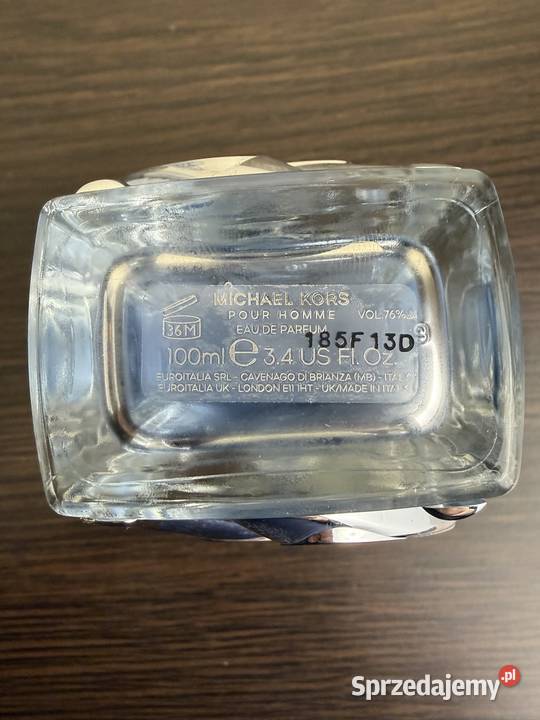 MICHAEL KORS
POUR HOMME
EAU DE PARFUM
VOL.76%
36M
185F13D
100ml ℮ 3.4 US Fl. Oz.
EUROITALIA SRL - CAVENAGO DI BRIANZA (MB) -
EUROITALIA UK - LONDON E11 1HT - UK/MADE IN ITALY
Sprzedajemy.pl